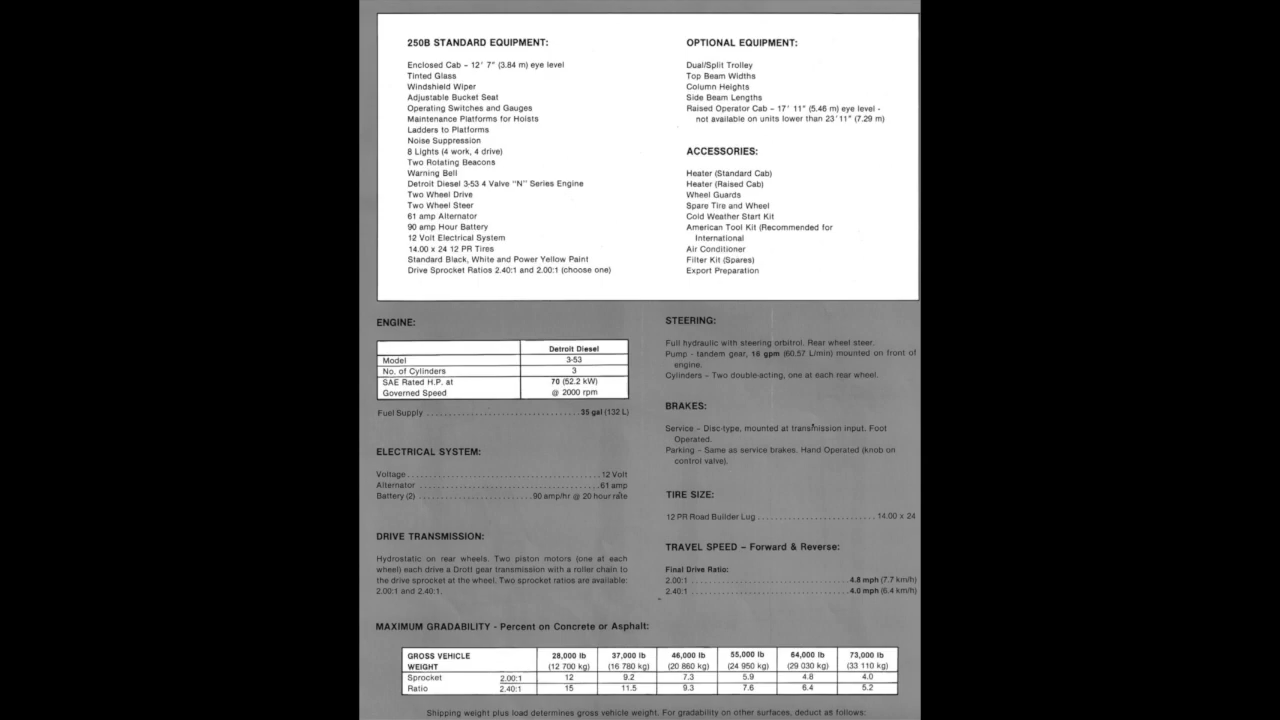 250B STANDARD EQUIPMENT:
Enclosed Cab – 12' 7" (3.84 m) eye level
Tinted Glass
Windshield Wiper
Adjustable Bucket Seat
Operating Switches and Gauges
Maintenance Platforms for Hoists
Ladders to Platforms
Noise Suppression
8 Lights (4 work, 4 drive)
Two Rotating Beacons
Warning Bell
Detroit Diesel 3-53 4 Valve "N" Series Engine
Two Wheel Drive
Two Wheel Steer
61 amp Alternator
90 amp Hour Battery
12 Volt Electrical System
14.00 x 24 12 PR Tires
Standard Black, White and Power Yellow Paint
Drive Sprocket Ratios 2.40:1 and 2.00:1 (choose one)
OPTIONAL EQUIPMENT:
Dual/Split Trolley
Top Beam Widths
Column Heights
Side Beam Lengths
Raised Operator Cab – 17' 11" (5.46 m) eye level -
not available on units lower than 23'11" (7.29 m)
ACCESSORIES:
Heater (Standard Cab)
Heater (Raised Cab)
Wheel Guards
Spare Tire and Wheel
Cold Weather Start Kit
American Tool Kit (Recommended for
International
Air Conditioner
Filter Kit (Spares)
Export Preparation
ENGINE:
Detroit Diesel
Model 3-53
No. of Cylinders 3
SAE Rated H.P. at 70 (52.2 kW)
Governed Speed @ 2000 rpm
Fuel Supply ........ 35 gal (132 L)
ELECTRICAL SYSTEM:
Voltage ........ 12 Volt
Alternator ........ 61 amp
Battery (2) ........ 90 amp/hr @ 20 hour rate
DRIVE TRANSMISSION:
Hydrostatic on rear wheels. Two piston motors (one at each
wheel) each drive a Drott gear transmission with a roller chain to
the drive sprocket at the wheel. Two sprocket ratios are available:
2.00:1 and 2.40:1.
STEERING:
Full hydraulic with steering orbitrol. Rear wheel steer.
Pump - tandem gear, 16 gpm (60.57 L/min) mounted on front of
engine.
Cylinders – Two double-acting, one at each rear wheel.
BRAKES:
Service – Disc-type, mounted at transmission input. Foot
Operated.
Parking – Same as service brakes. Hand Operated (knob on
control valve).
TIRE SIZE:
12 PR Road Builder Lug ........ 14.00 x 24
TRAVEL SPEED – Forward & Reverse:
Final Drive Ratio:
2.00:1 ........ 4.8 mph (7.7 km/h)
2.40:1 ........ 4.0 mph (6.4 km/h)
MAXIMUM GRADABILITY - Percent on Concrete or Asphalt:
GROSS VEHICLE 28,000 lb 37,000 lb 46,000 lb 55,000 lb 64,000 lb 73,000 lb
WEIGHT (12 700 kg) (16 780 kg) (20 860 kg) (24 950 kg) (29 030 kg) (33 110 kg)
Sprocket 2.00:1 12 9.2 7.3 5.9 4.8 4.0
Ratio 2.40:1 15 11.5 9.3 7.6 6.4 5.2
Shipping weight plus load determines gross vehicle weight. For gradability on other surfaces, deduct as follows: